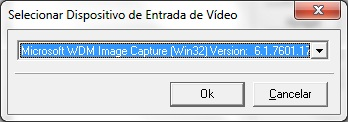 Selecionar Dispositivo de Entrada de Vídeo
Microsoft WDM Image Capture (Win32) Version:  6.1.7601.17
Ok
Cancelar